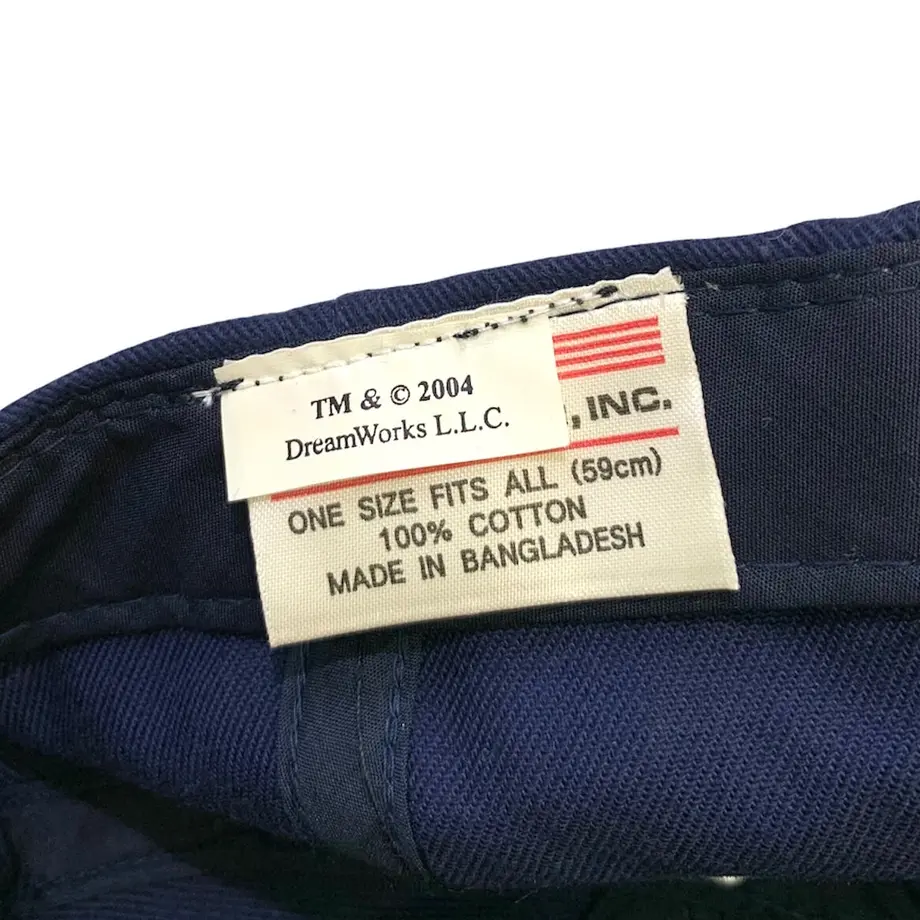 TM & © 2004
DreamWorks L.L.C.
, INC.
ONE SIZE FITS ALL (59cm)
100% COTTON
MADE IN BANGLADESH